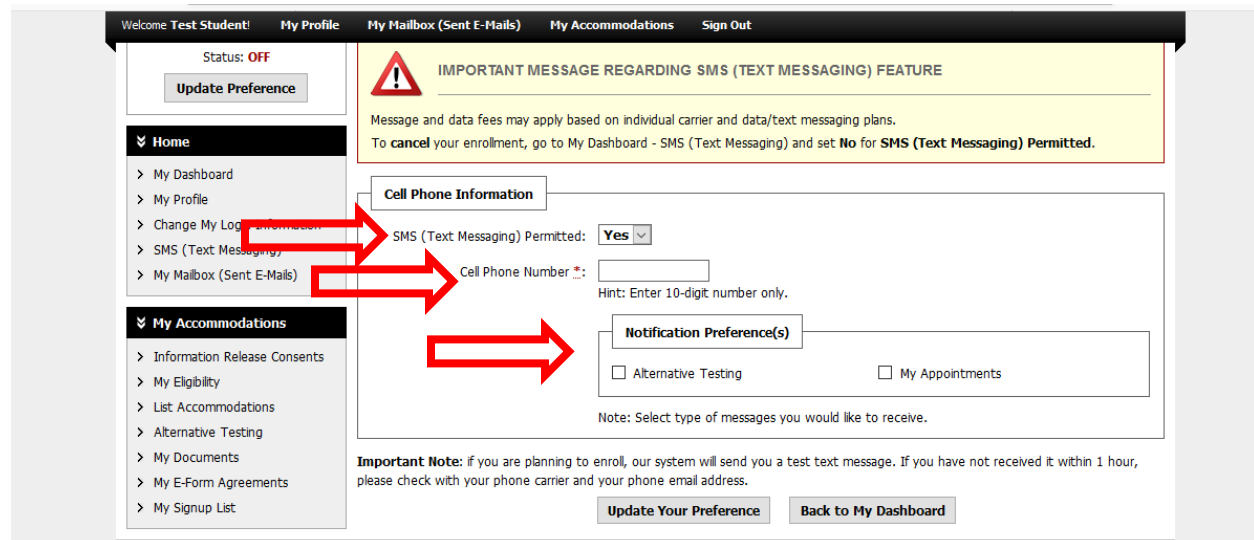 Welcome Test Student! My Profile My Mailbox (Sent E-Mails) My Accommodations Sign Out
Status: OFF
Update Preference
Home
My Dashboard
My Profile
Change My Login Information
SMS (Text Messaging)
My Mailbox (Sent E-Mails)
My Accommodations
Information Release Consents
My Eligibility
List Accommodations
Alternative Testing
My Documents
My E-Form Agreements
My Signup List
IMPORTANT MESSAGE REGARDING SMS (TEXT MESSAGING) FEATURE
Message and data fees may apply based on individual carrier and data/text messaging plans.
To cancel your enrollment, go to My Dashboard - SMS (Text Messaging) and set No for SMS (Text Messaging) Permitted.
Cell Phone Information
SMS (Text Messaging) Permitted: Yes
Cell Phone Number *:
Hint: Enter 10-digit number only.
Notification Preference(s)
Alternative Testing My Appointments
Note: Select type of messages you would like to receive.
Important Note: if you are planning to enroll, our system will send you a test text message. If you have not received it within 1 hour,
please check with your phone carrier and your phone email address.
Update Your Preference Back to My Dashboard